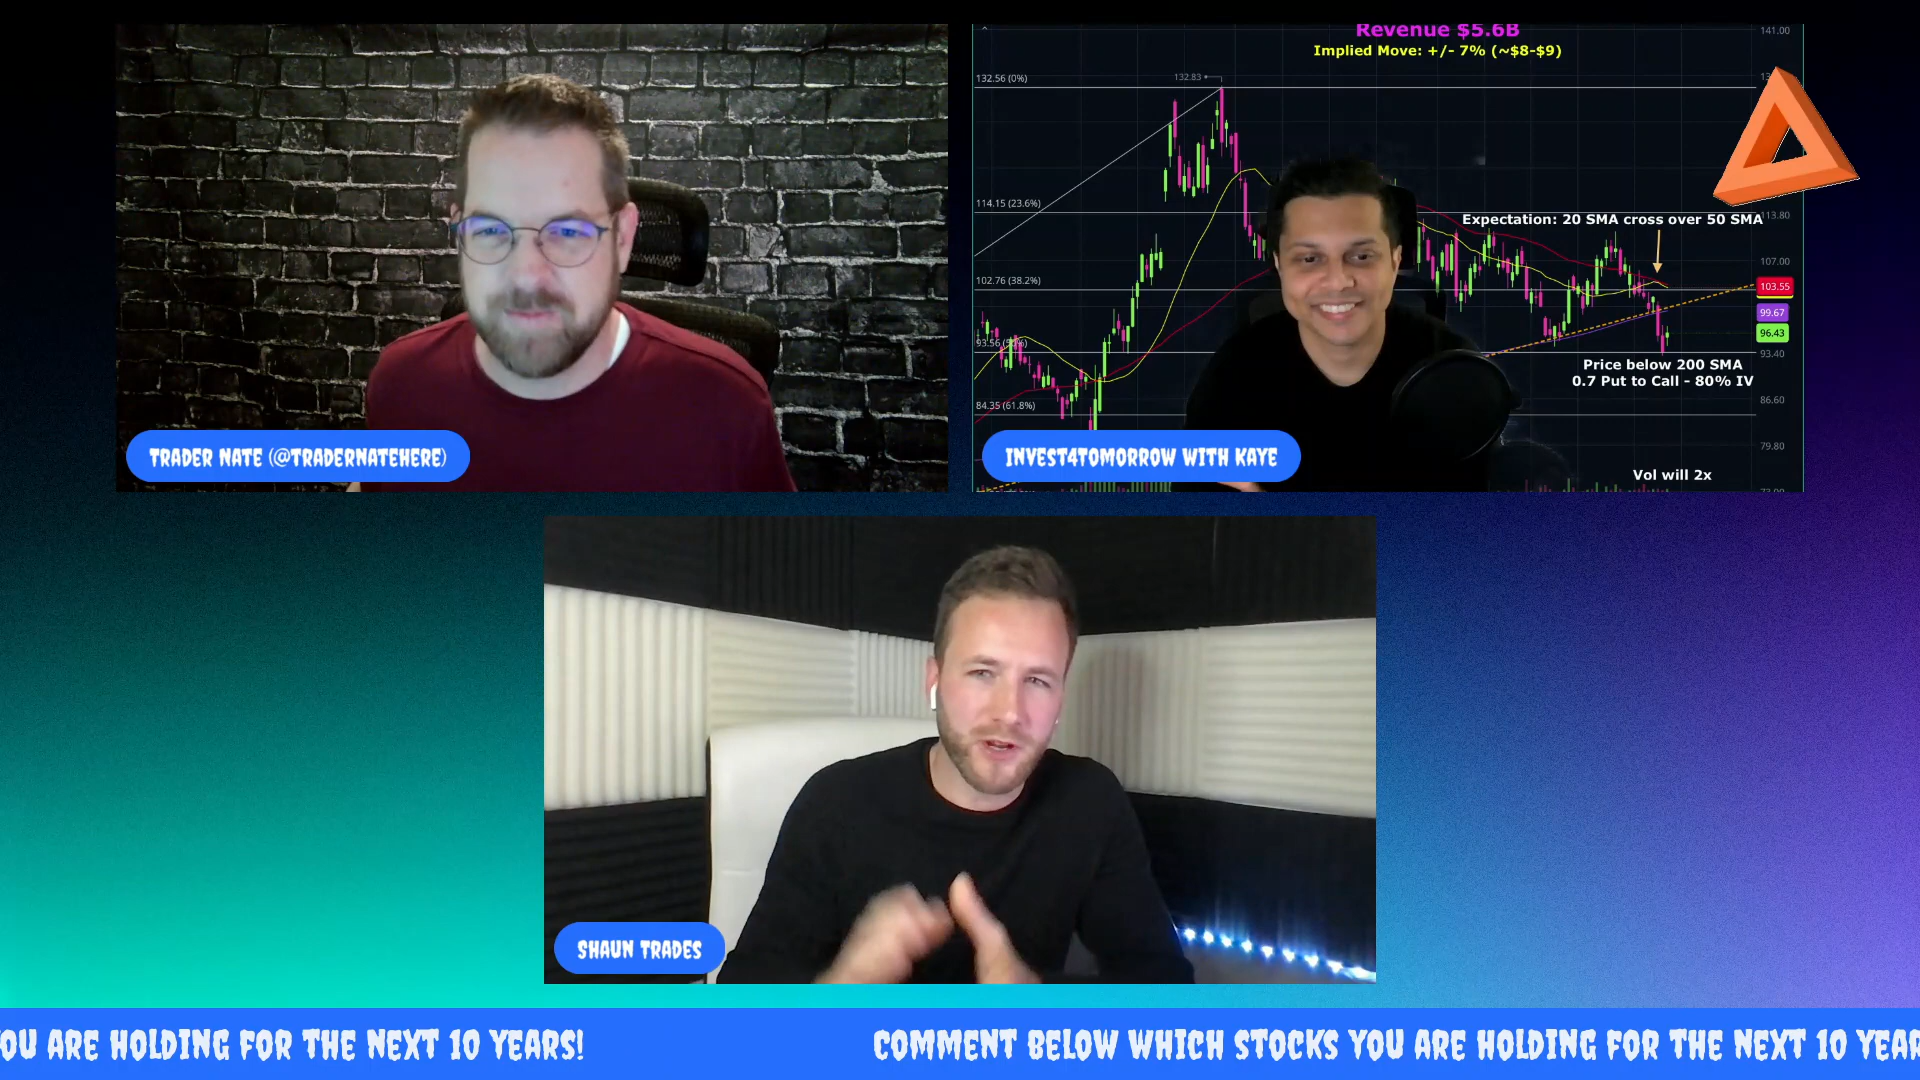 Revenue $5.6B
Implied Move: +/- 7% (~$8-$9)
141.00
132.56 (0%)
132.83
114.15 (23.6%)
Expectation: 20 SMA cross over 50 SMA
113.80
107.00
102.76 (38.2%)
103.55
99.67
96.43
93.40
Price below 200 SMA
0.7 Put to Call - 80% IV
86.60
84.35 (61.8%)
79.80
Vol will 2x
TRADER NATE (@TRADERNATEHERE)
INVEST4TOMORROW WITH KAYE
SHAUN TRADES
OU ARE HOLDING FOR THE NEXT 10 YEARS!
COMMENT BELOW WHICH STOCKS YOU ARE HOLDING FOR THE NEXT 10 YEAR